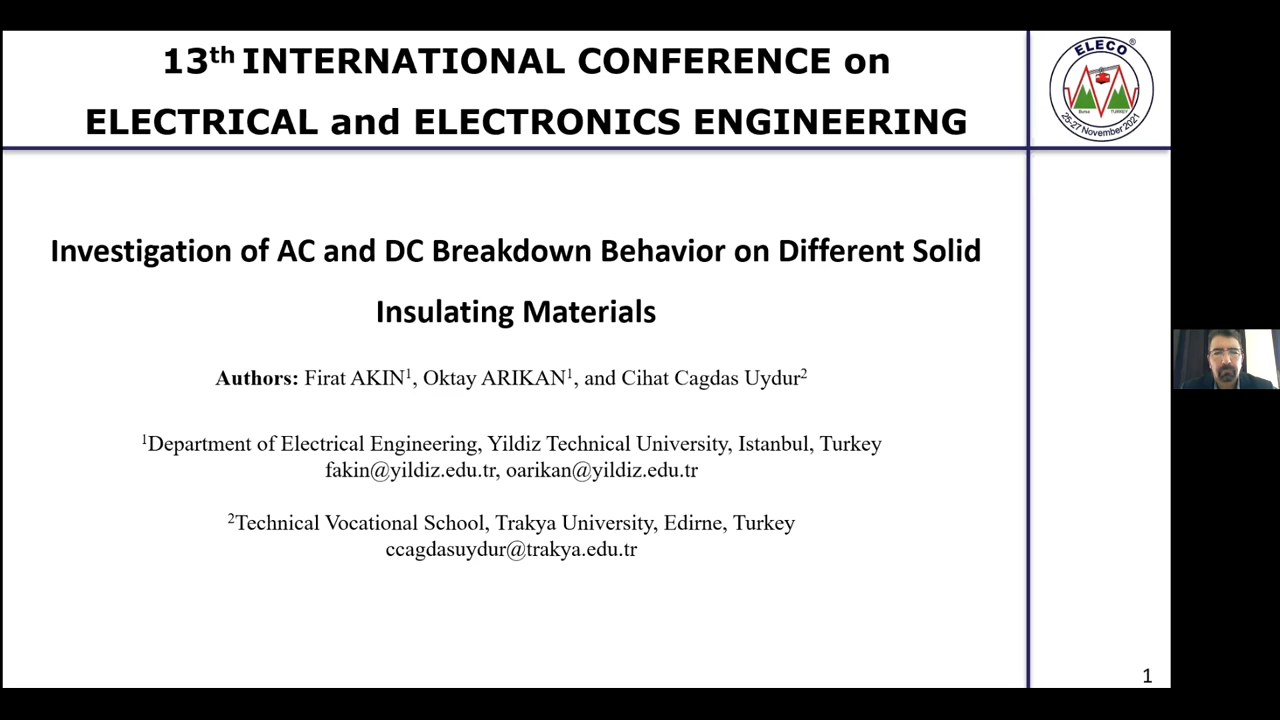 13th INTERNATIONAL CONFERENCE on
ELECTRICAL and ELECTRONICS ENGINEERING
ELECO®
Bursa TURKEY
25-27 November 2021
Investigation of AC and DC Breakdown Behavior on Different Solid
Insulating Materials
Authors: Firat AKIN1, Oktay ARIKAN1, and Cihat Cagdas Uydur2
1Department of Electrical Engineering, Yildiz Technical University, Istanbul, Turkey
fakin@yildiz.edu.tr, oarikan@yildiz.edu.tr
2Technical Vocational School, Trakya University, Edirne, Turkey
ccagdasuydur@trakya.edu.tr
1